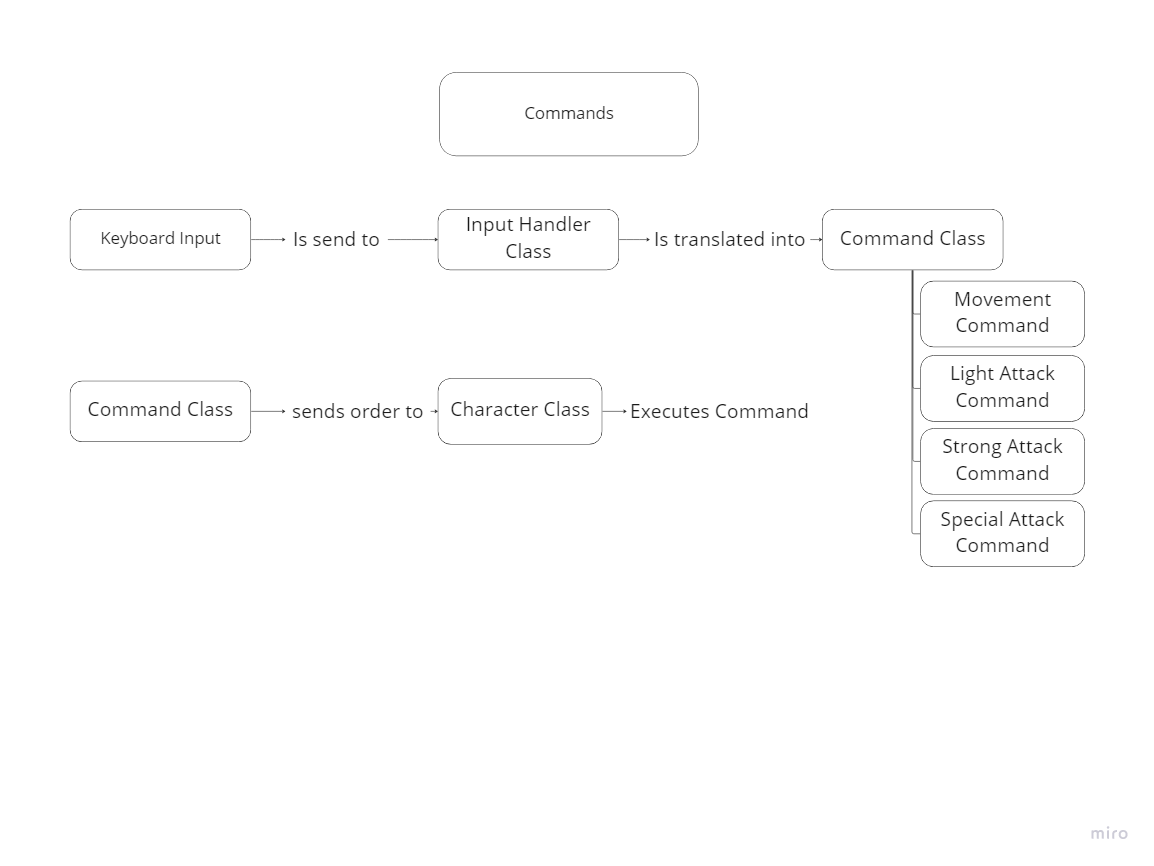 Commands
Keyboard Input
Is send to
Input Handler
Class
Is translated into
Command Class
Movement
Command
Light Attack
Command
Strong Attack
Command
Special Attack
Command
Command Class
sends order to
Character Class
Executes Command
miro